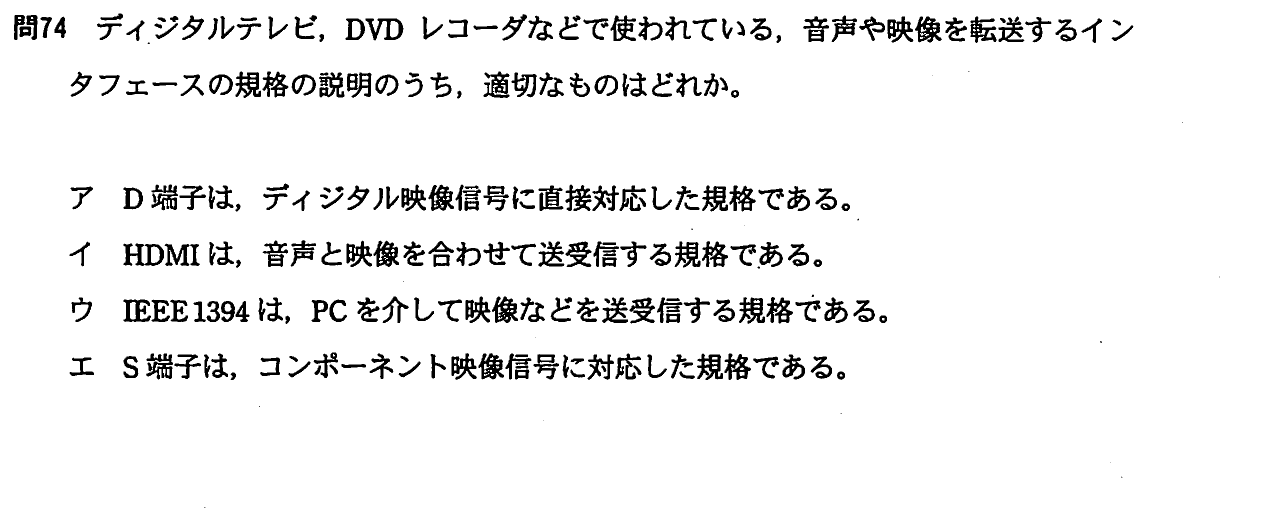 問74 ディジタルテレビ，DVD レコーダなどで使われている，音声や映像を転送するイン
タフェースの規格の説明のうち，適切なものはどれか。
ア D 端子は，ディジタル映像信号に直接対応した規格である。
イ HDMI は，音声と映像を合わせて送受信する規格である。
ウ IEEE 1394 は，PC を介して映像などを送受信する規格である。
エ S 端子は，コンポーネント映像信号に対応した規格である。